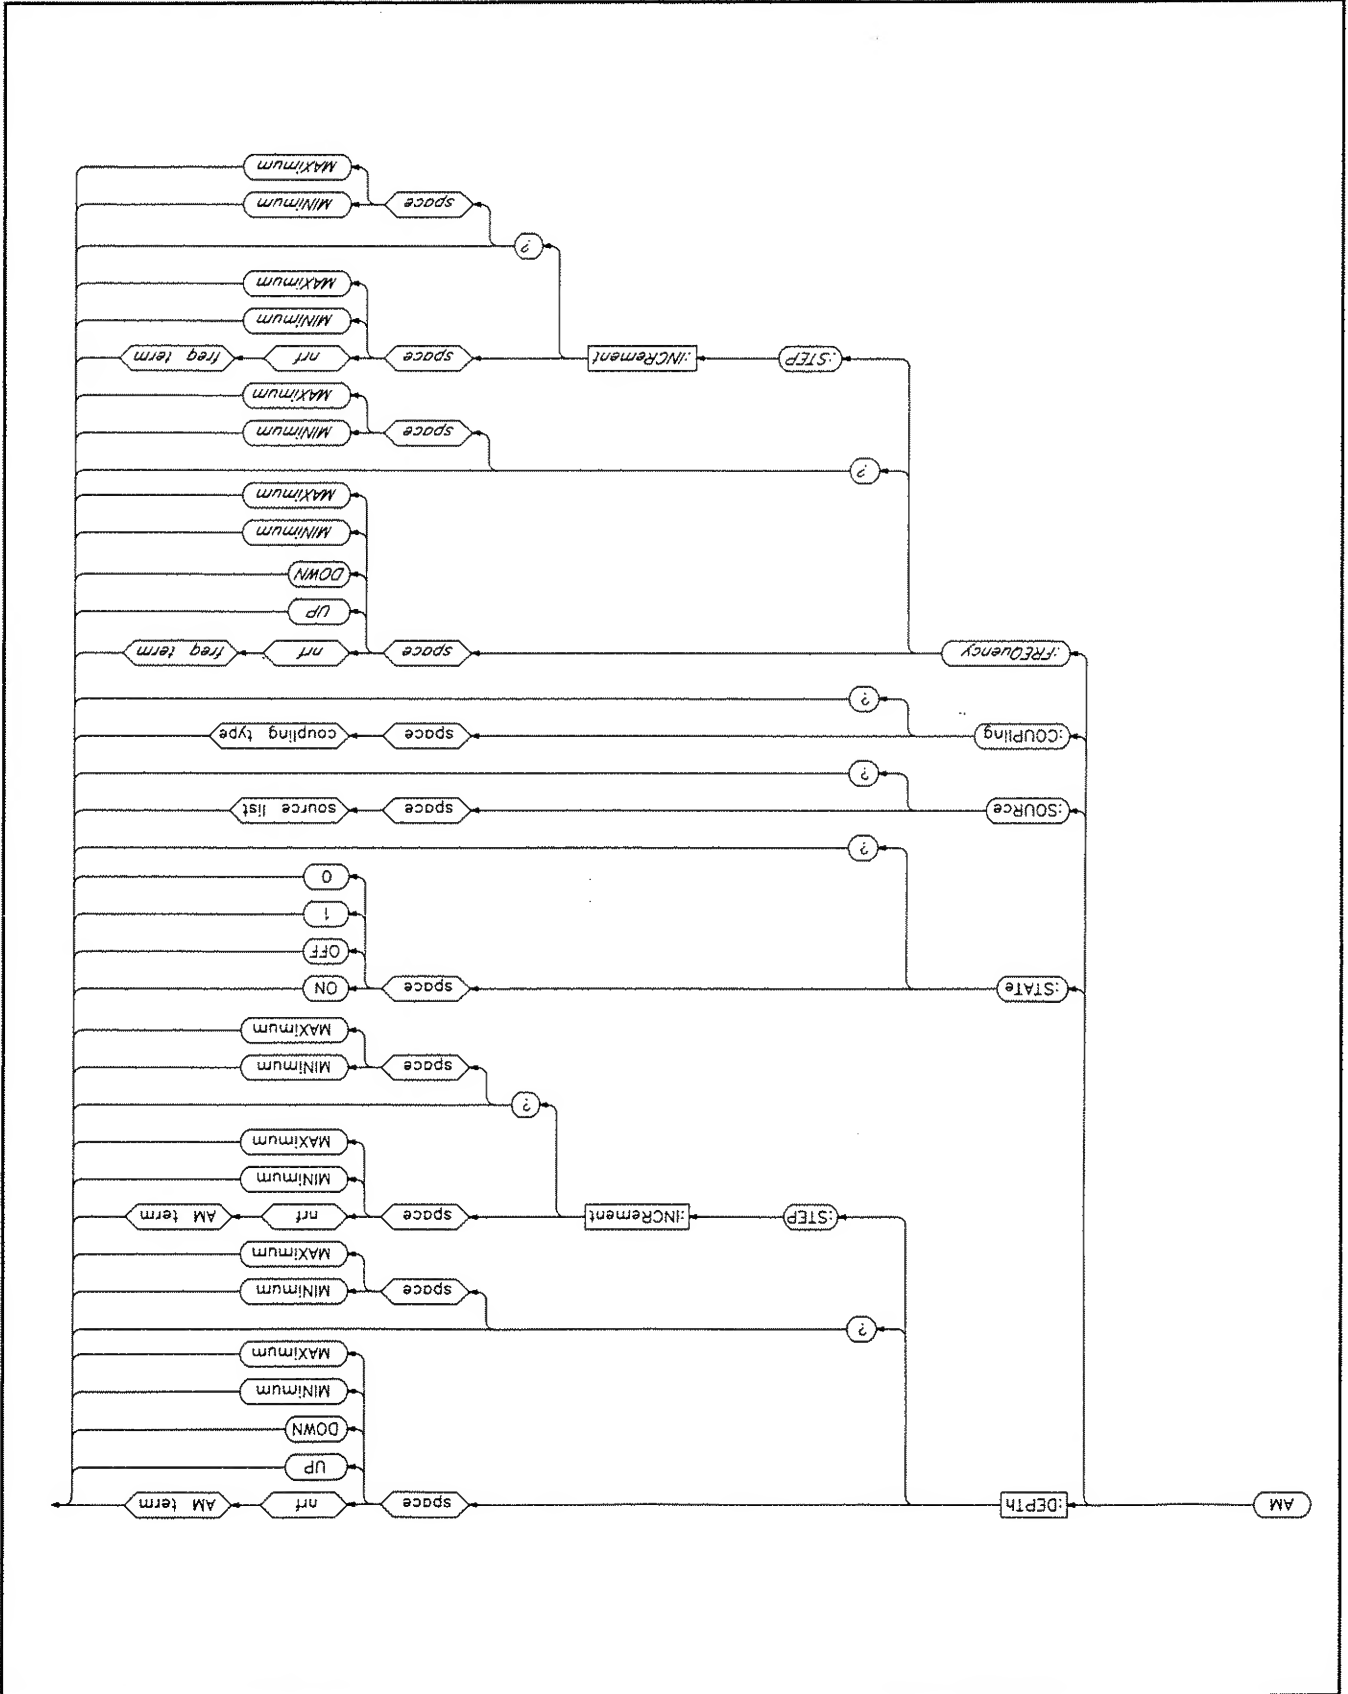 AM :DEPTh space nrf AM term
UP
DOWN
MINimum
MAXimum
?
space MINimum
MAXimum
:STEP :INCRement space nrf AM term
MINimum
MAXimum
?
space MINimum
MAXimum
:STATe space ON
OFF
1
0
?
:SOURce space source list
?
:COUPling space coupling type
?
:FREQuency space nrf freq term
UP
DOWN
MINimum
MAXimum
?
space MINimum
MAXimum
:STEP :INCRement space nrf freq term
MINimum
MAXimum
?
space MINimum
MAXimum